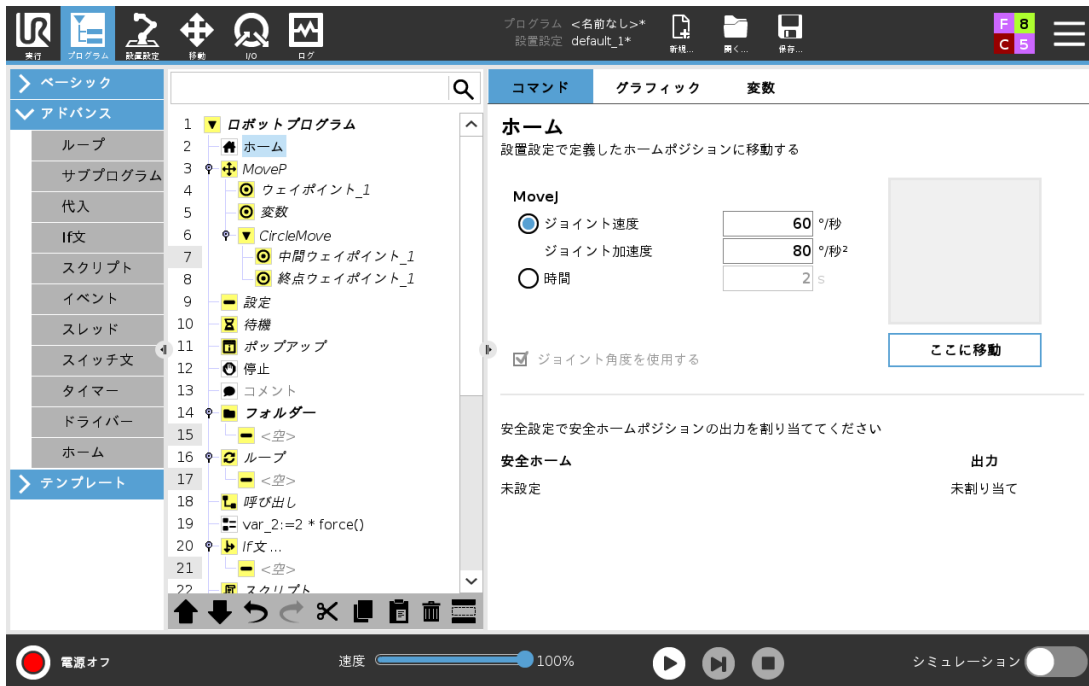 実行
プログラム
設置設定
移動
I/O
ログ
プログラム <名前なし>*
設置設定 default_1*
新規...
開く...
保存...
F 8
C 5
ベーシック
アドバンス
ループ
サブプログラム
代入
If文
スクリプト
イベント
スレッド
スイッチ文
タイマー
ドライバー
ホーム
テンプレート
1 ロボットプログラム
2 ホーム
3 MoveP
4 ウェイポイント_1
5 変数
6 CircleMove
7 中間ウェイポイント_1
8 終点ウェイポイント_1
9 設定
10 待機
11 ポップアップ
12 停止
13 コメント
14 フォルダー
15 <空>
16 ループ
17 <空>
18 呼び出し
19 var_2:=2 * force()
20 If文 ...
21 <空>
22 スクリプト
コマンド グラフィック 変数
ホーム
設置設定で定義したホームポジションに移動する
MoveJ
ジョイント速度 60 °/秒
ジョイント加速度 80 °/秒²
時間 2 s
ここに移動
ジョイント角度を使用する
安全設定で安全ホームポジションの出力を割り当ててください
安全ホーム 出力
未設定 未割り当て
電源オフ
速度 100%
シミュレーション